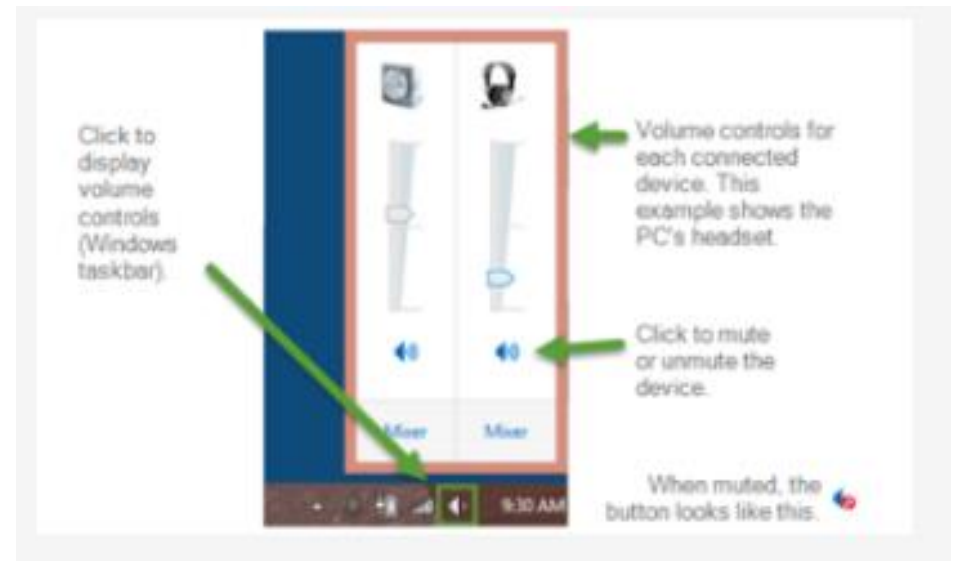 Click to
display
volume
controls
(Windows
taskbar).
Volume controls for
each connected
device. This
example shows the
PC's headset.
Click to mute
or unmute the
device.
Mixer
Mixer
When muted, the
button looks like this.
9:30 AM